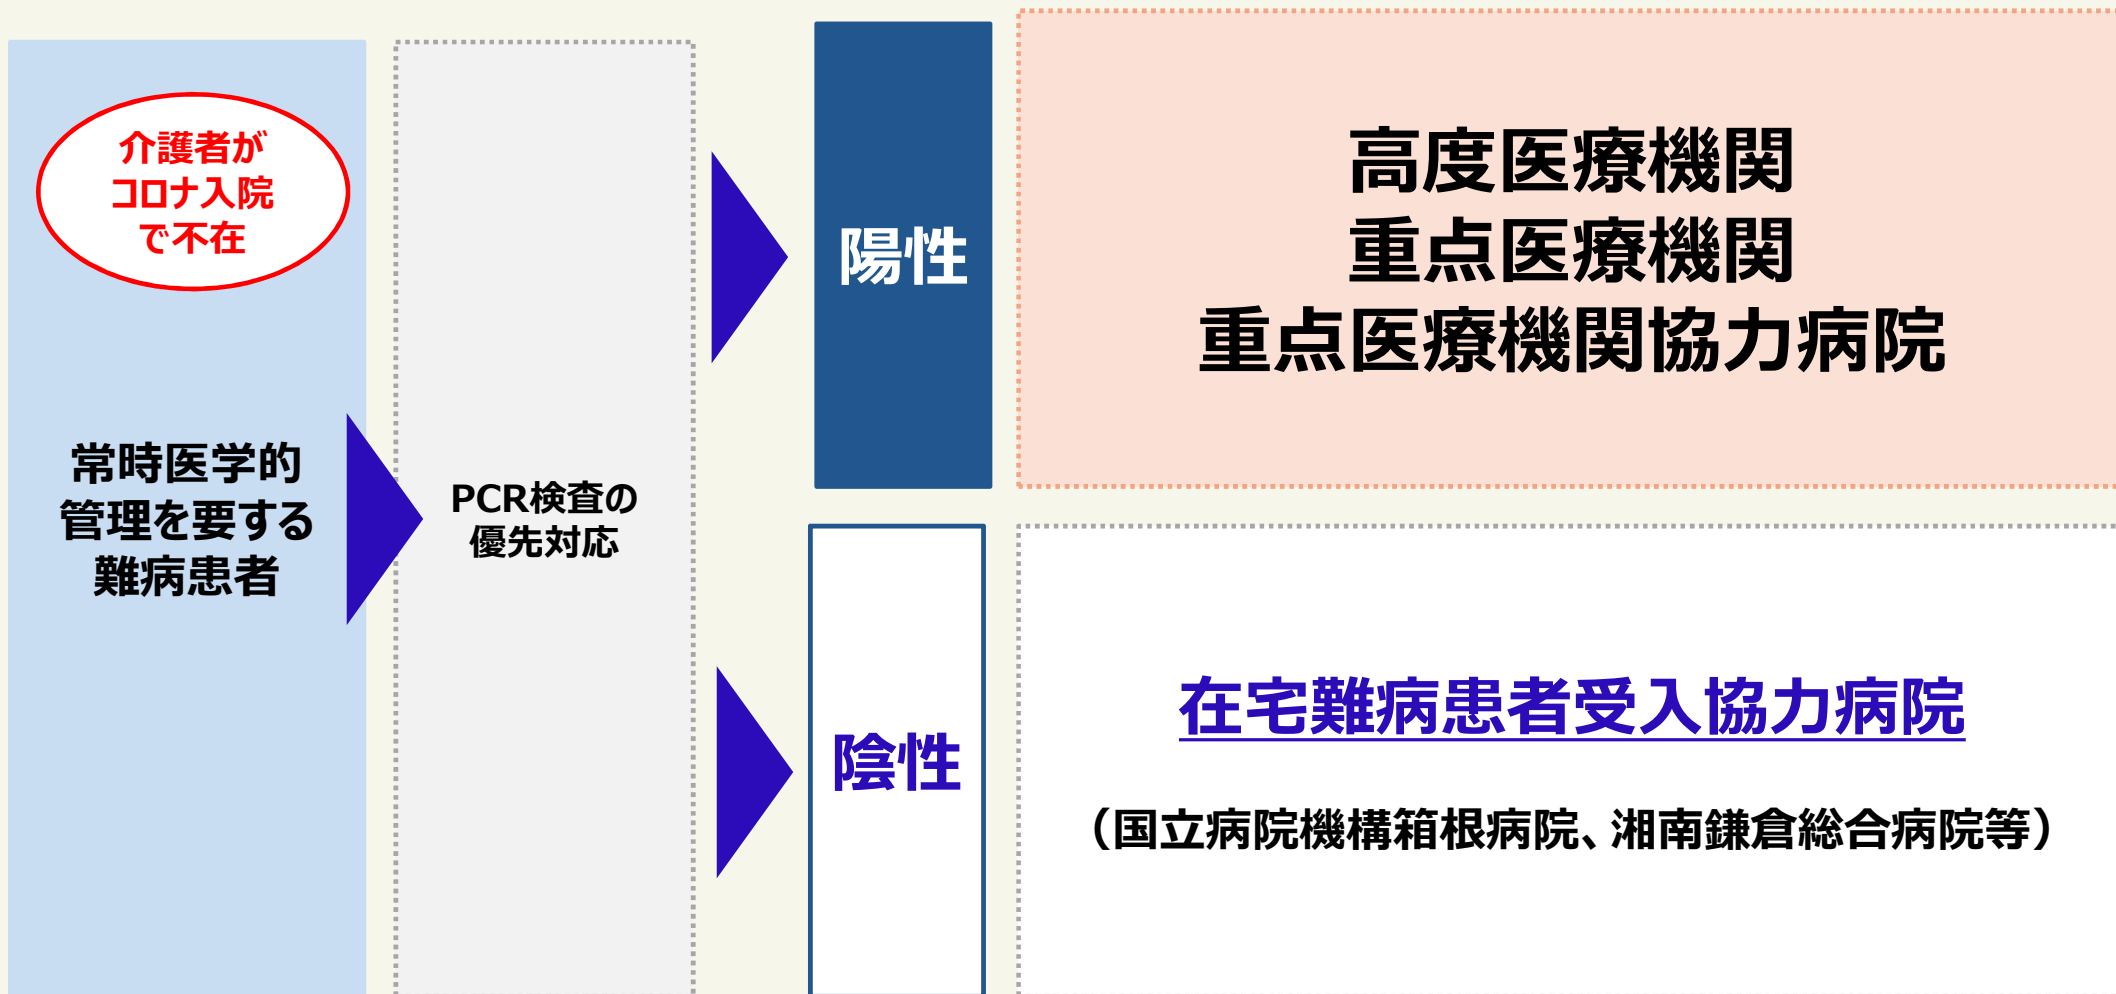 介護者が
コロナ入院
で不在
常時医学的
管理を要する
難病患者
PCR検査の
優先対応
陽性
高度医療機関
重点医療機関
重点医療機関協力病院
陰性
在宅難病患者受入協力病院
（国立病院機構箱根病院、湘南鎌倉総合病院等）